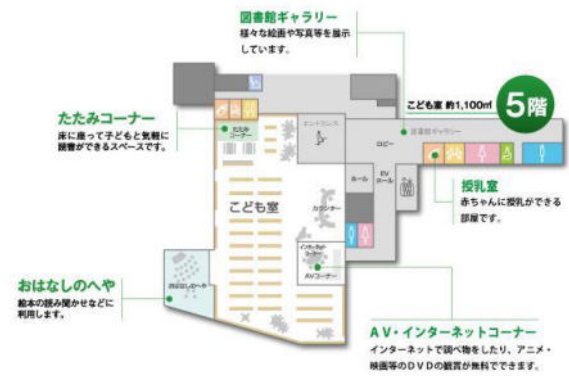 図書館ギャラリー
様々な絵画や写真等を展示
しています。
こども室 約1,100㎡
5階
たたみコーナー
床に座って子どもと気軽に
読書ができるスペースです。
たたみ
コーナー
エントランス
ロビー
図書館ギャラリー
ホール
EV
ホール
授乳室
赤ちゃんに授乳ができる
部屋です。
こども室
カウンター
インターネット
コーナー
AVコーナー
おはなしのへや
絵本の読み聞かせなどに
利用します。
おはなしのへや
AV・インターネットコーナー
インターネットで調べ物をしたり、アニメ・
映画等のDVDの観賞が無料でできます。